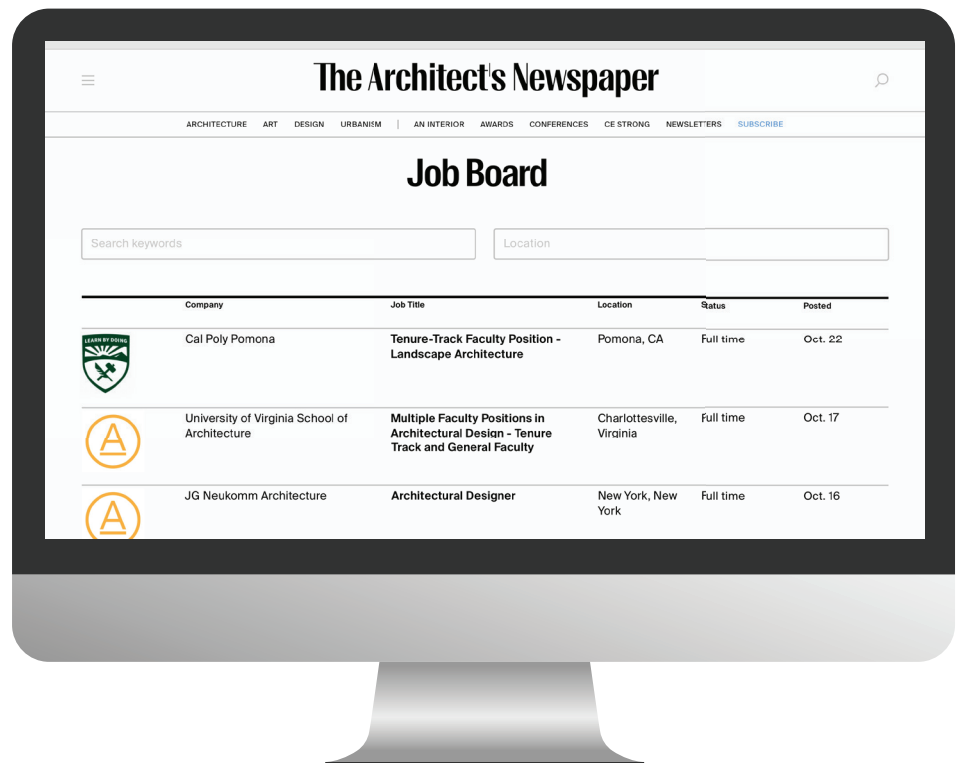 The Architect's Newspaper
ARCHITECTURE ART DESIGN URBANISM | AN INTERIOR AWARDS CONFERENCES CE STRONG NEWSLETTERS SUBSCRIBE
Job Board
Search keywords Location
Company Job Title Location Status Posted
LEARN BY DOING
Cal Poly Pomona Tenure-Track Faculty Position - Pomona, CA Full time Oct. 22
Landscape Architecture
University of Virginia School of Multiple Faculty Positions in Charlottesville, Full time Oct. 17
Architecture Architectural Design - Tenure Virginia
Track and General Faculty
A
JG Neukomm Architecture Architectural Designer New York, New Full time Oct. 16
York
A